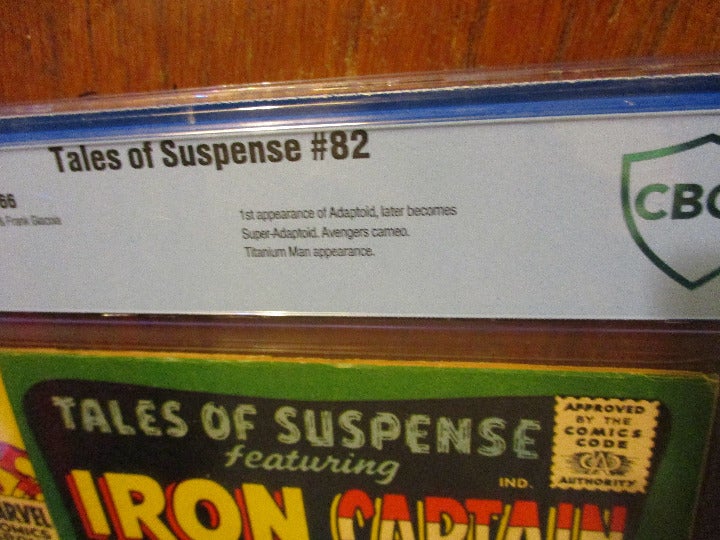 Tales of Suspense #82
66
& Frank Giacoia
1st appearance of Adaptoid, later becomes
Super-Adaptoid. Avengers cameo.
Titanium Man appearance.
CBC
TALES OF SUSPENSE
featuring
IND.
APPROVED
BY THE
COMICS
CODE
CA
AUTHORITY
IRON CAPTAIN
MARVEL
COMICS